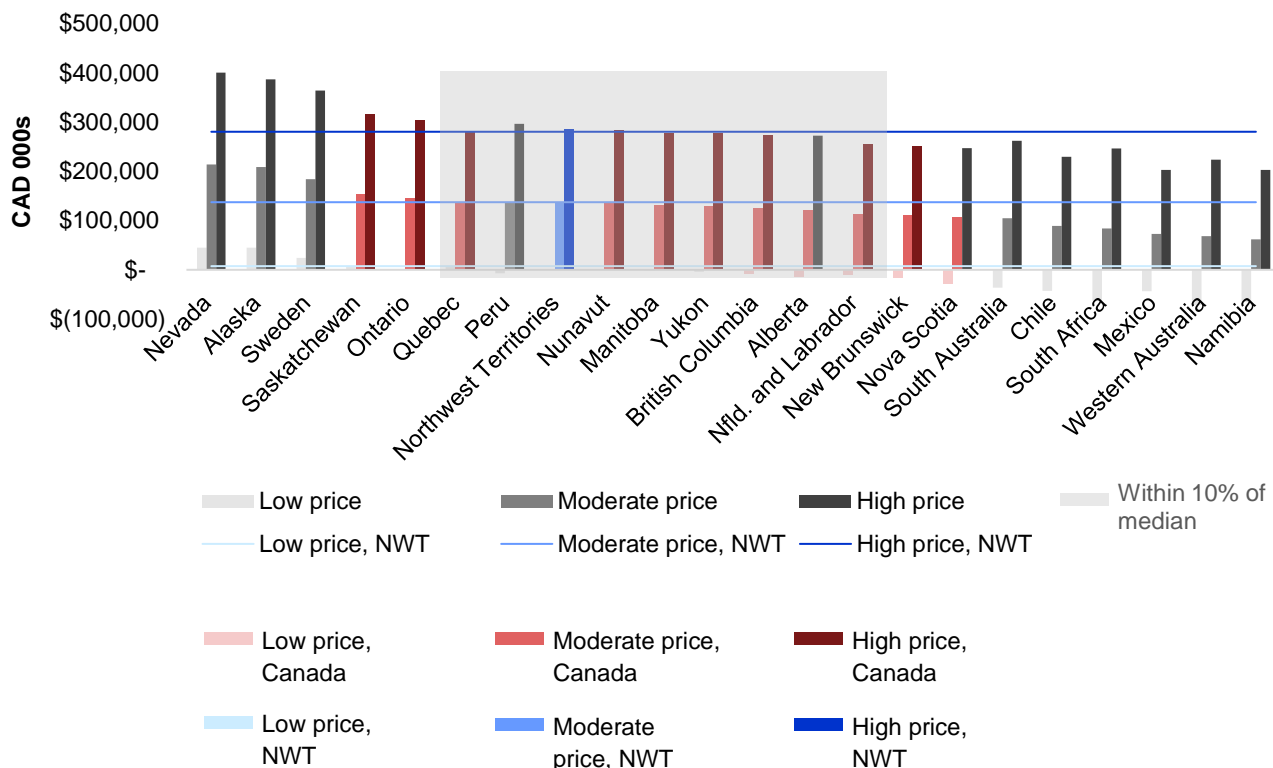 $500,000
$400,000
$300,000
$200,000
$100,000
$-
$(100,000)
CAD 000s
Nevada
Alaska
Sweden
Saskatchewan
Ontario
Quebec
Peru
Northwest Territories
Nunavut
Manitoba
Yukon
British Columbia
Alberta
Nfld. and Labrador
New Brunswick
Nova Scotia
South Australia
Chile
South Africa
Mexico
Western Australia
Namibia
Low price
Moderate price
High price
Within 10% of
median
Low price, NWT
Moderate price, NWT
High price, NWT
Low price,
Canada
Moderate price,
Canada
High price,
Canada
Low price,
NWT
Moderate
price, NWT
High price,
NWT